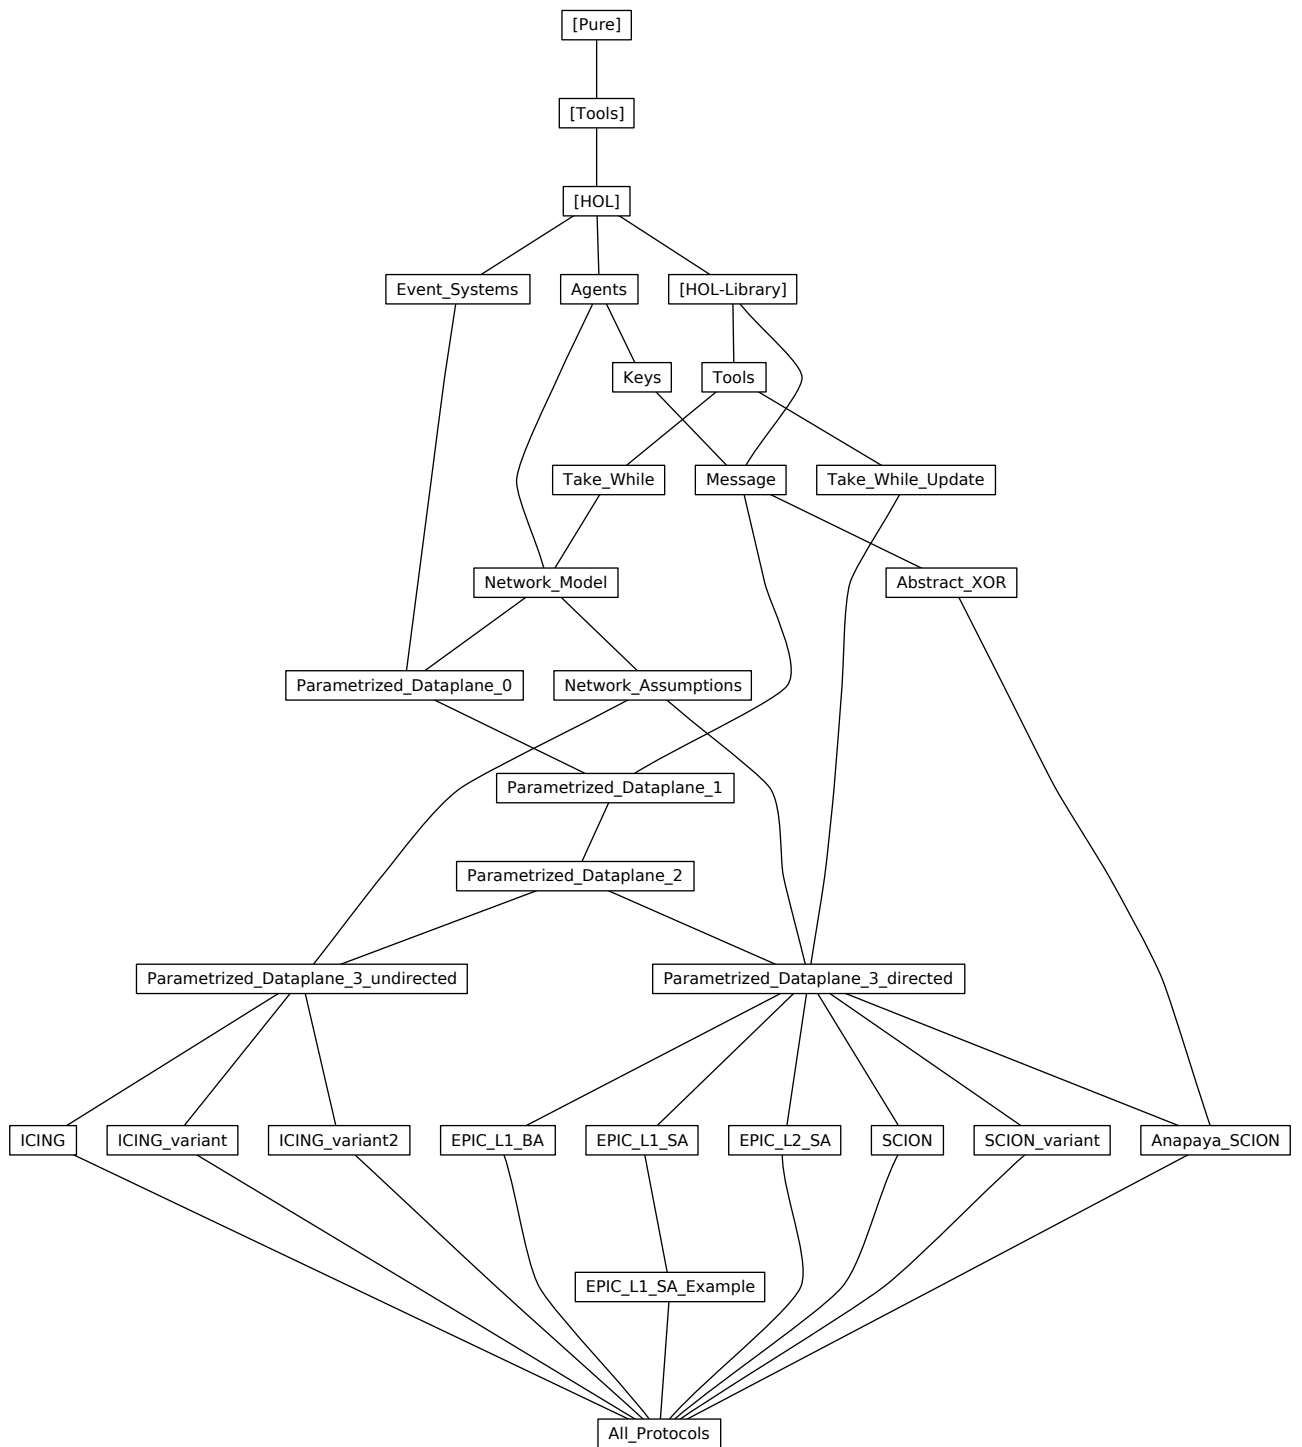 [Pure]
[Tools]
[HOL]
Event_Systems
Agents
[HOL-Library]
Keys
Tools
Take_While
Message
Take_While_Update
Network_Model
Abstract_XOR
Parametrized_Dataplane_0
Network_Assumptions
Parametrized_Dataplane_1
Parametrized_Dataplane_2
Parametrized_Dataplane_3_undirected
Parametrized_Dataplane_3_directed
ICING
ICING_variant
ICING_variant2
EPIC_L1_BA
EPIC_L1_SA
EPIC_L2_SA
SCION
SCION_variant
Anapaya_SCION
EPIC_L1_SA_Example
All_Protocols